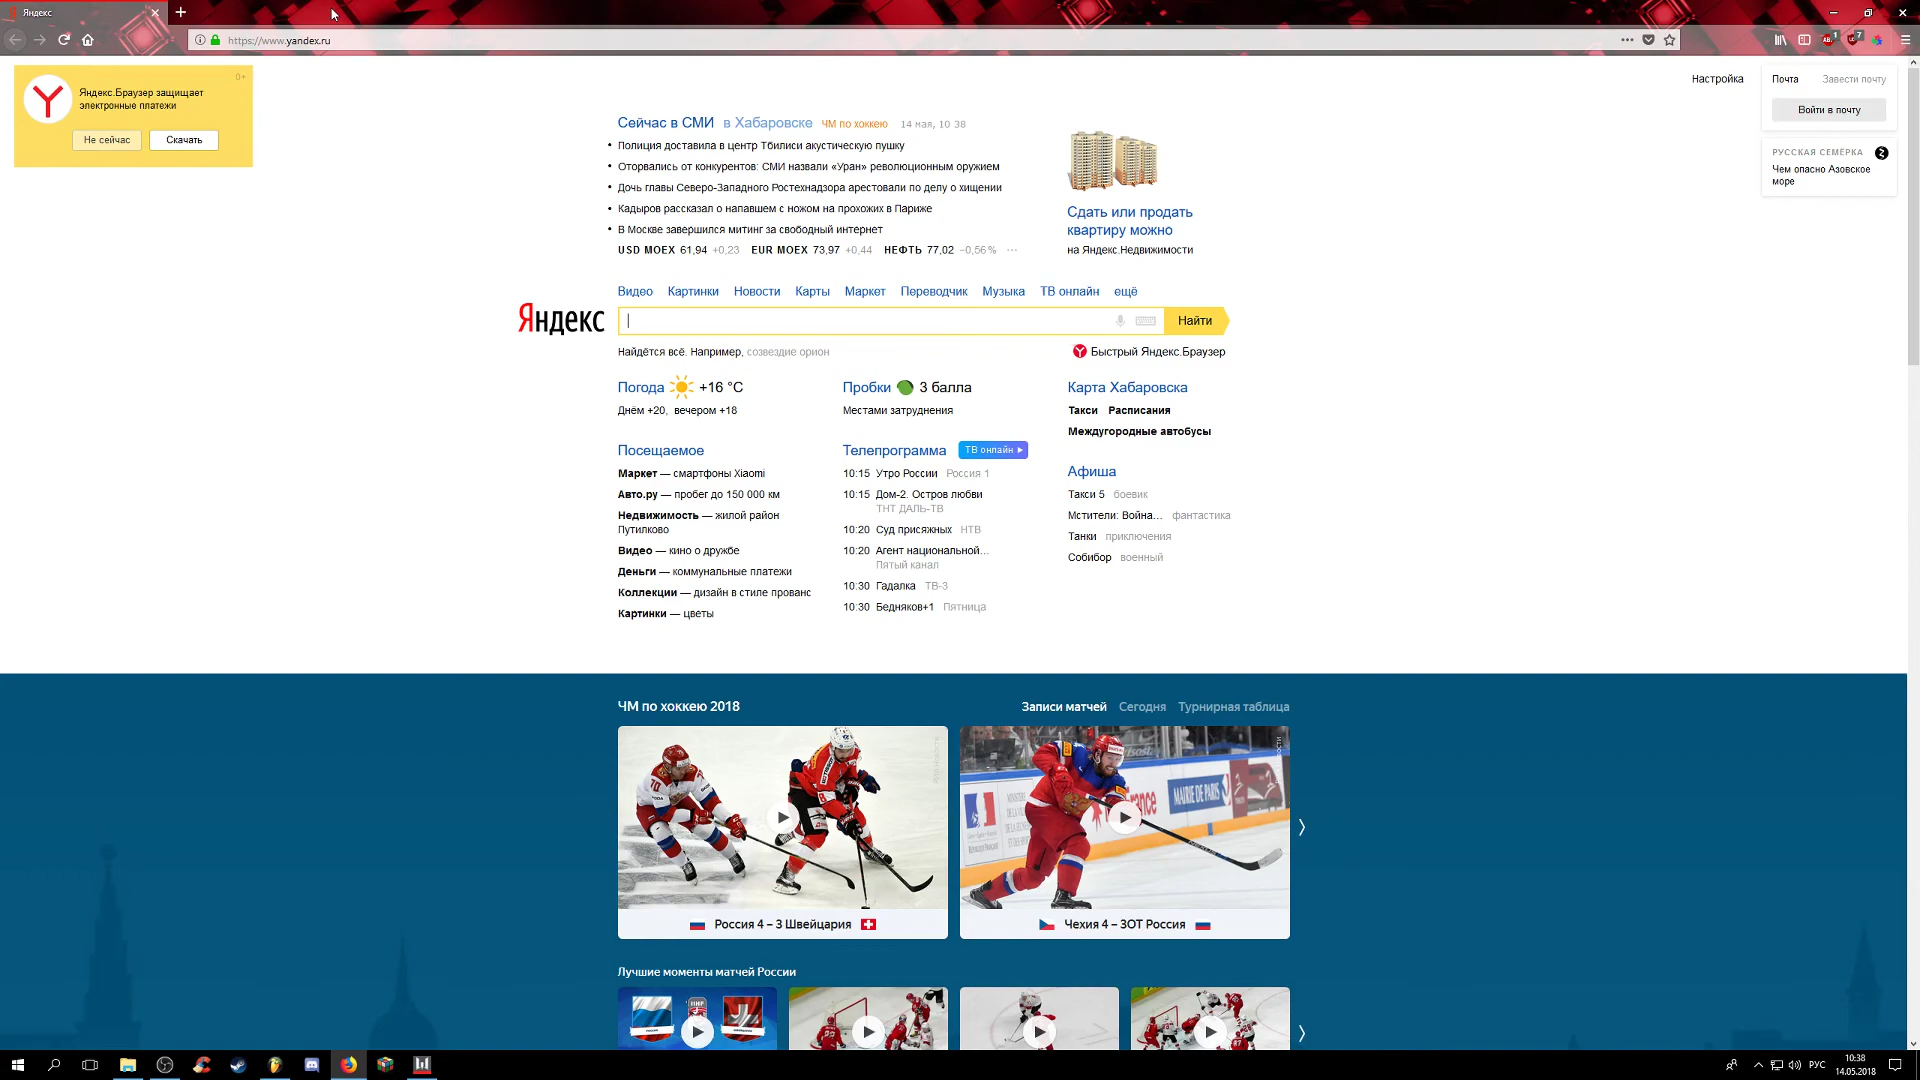 Яндекс
https://www.yandex.ru
1
7
Яндекс.Браузер защищает
электронные платежи
0+
Не сейчас
Скачать
Настройка
Почта
Завести почту
Войти в почту
РУССКАЯ СЕМЁРКА
Чем опасно Азовское
море
Сейчас в СМИ в Хабаровске ЧМ по хоккею 14 мая, 10 38
• Полиция доставила в центр Тбилиси акустическую пушку
• Оторвались от конкурентов: СМИ назвали «Уран» революционным оружием
• Дочь главы Северо-Западного Ростехнадзора арестовали по делу о хищении
• Кадыров рассказал о напавшем с ножом на прохожих в Париже
• В Москве завершился митинг за свободный интернет
USD MOEX 61,94 +0,23 EUR MOEX 73,97 +0,44 НЕФТЬ 77,02 −0,56% ···
Сдать или продать
квартиру можно
на Яндекс.Недвижимости
Видео Картинки Новости Карты Маркет Переводчик Музыка ТВ онлайн ещё
Яндекс
Найти
Найдётся всё. Например, созвездие орион
Быстрый Яндекс.Браузер
Погода +16 °C
Днём +20, вечером +18
Пробки 3 балла
Местами затруднения
Карта Хабаровска
Такси Расписания
Междугородные автобусы
Посещаемое
Маркет — смартфоны Xiaomi
Авто.ру — пробег до 150 000 км
Недвижимость — жилой район
Путилково
Видео — кино о дружбе
Деньги — коммунальные платежи
Коллекции — дизайн в стиле прованс
Картинки — цветы
Телепрограмма ТВ онлайн
10:15 Утро России Россия 1
10:15 Дом-2. Остров любви
ТНТ ДАЛЬ-ТВ
10:20 Суд присяжных НТВ
10:20 Агент национальной...
Пятый канал
10:30 Гадалка ТВ-3
10:30 Бедняков+1 Пятница
Афиша
Такси 5 боевик
Мстители: Война... фантастика
Танки приключения
Собибор военный
ЧМ по хоккею 2018
Записи матчей Сегодня Турнирная таблица
MAIRIE DE PARIS
Россия 4 – 3 Швейцария
Чехия 4 – 3ОТ Россия
Лучшие моменты матчей России
РУС
10:38
14.05.2018